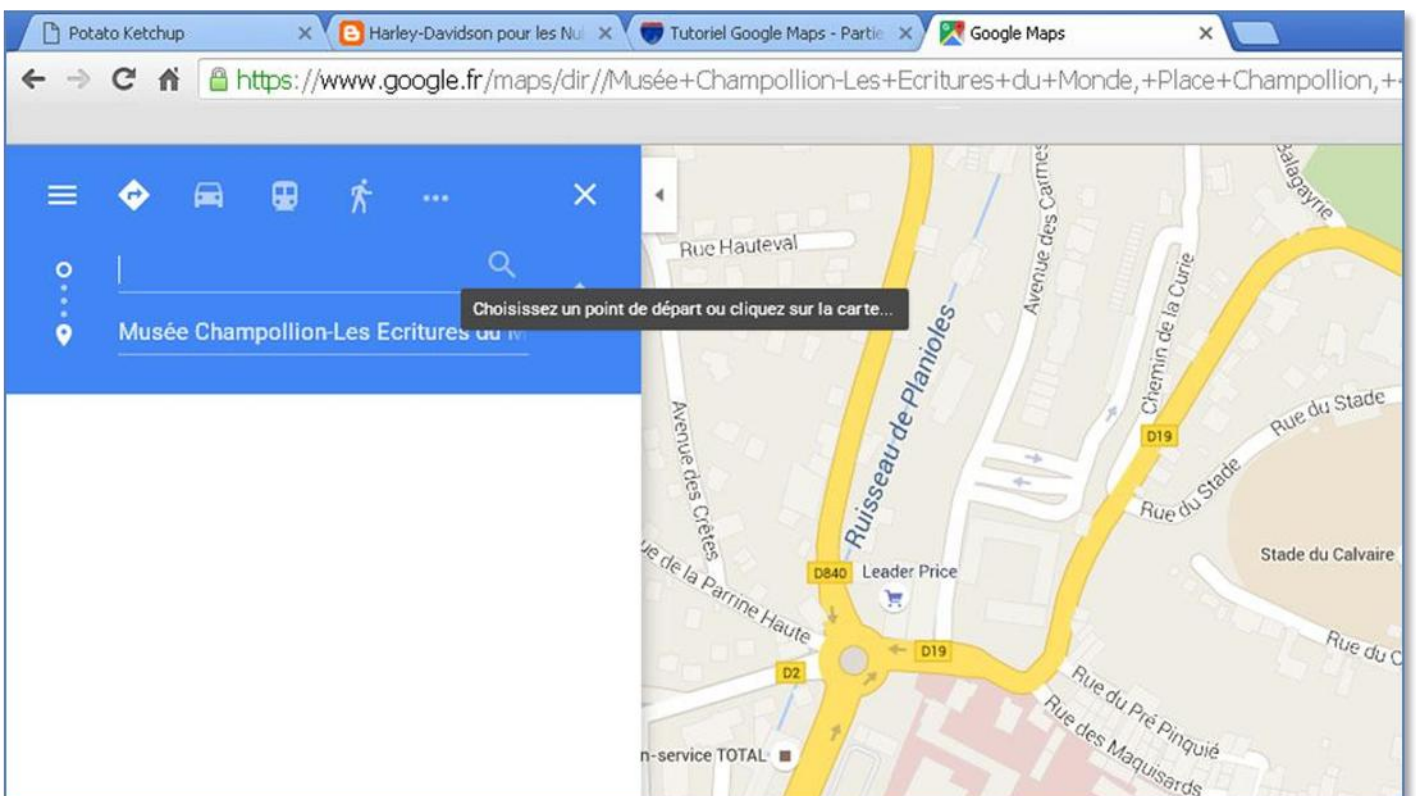 Potato Ketchup
Harley-Davidson pour les Nul
Tutoriel Google Maps - Partie
Google Maps
https://www.google.fr/maps/dir//Musée+Champollion-Les+Ecritures+du+Monde,+Place+Champollion,+
Choisissez un point de départ ou cliquez sur la carte...
Musée Champollion-Les Ecritures du M
Rue Hauteval
Avenue des Carmes
Balagayrie
Chemin de la Curie
Ruisseau de Planioles
Avenue des Crêtes
Rue du Stade
D19
Rue du Stade
Stade du Calvaire
ue de la Parrine Haute
D840
Leader Price
D19
D2
Rue du C
Rue du Pré Pinquié
Rue des Maquisards
n-service TOTAL